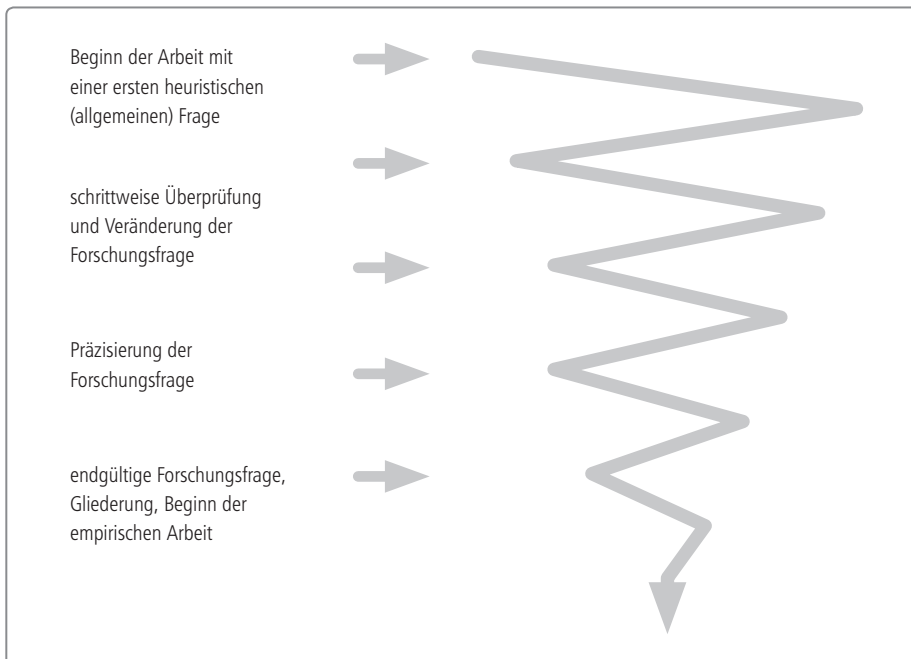 Beginn der Arbeit mit
einer ersten heuristischen
(allgemeinen) Frage
schrittweise Überprüfung
und Veränderung der
Forschungsfrage
Präzisierung der
Forschungsfrage
endgültige Forschungsfrage,
Gliederung, Beginn der
empirischen Arbeit